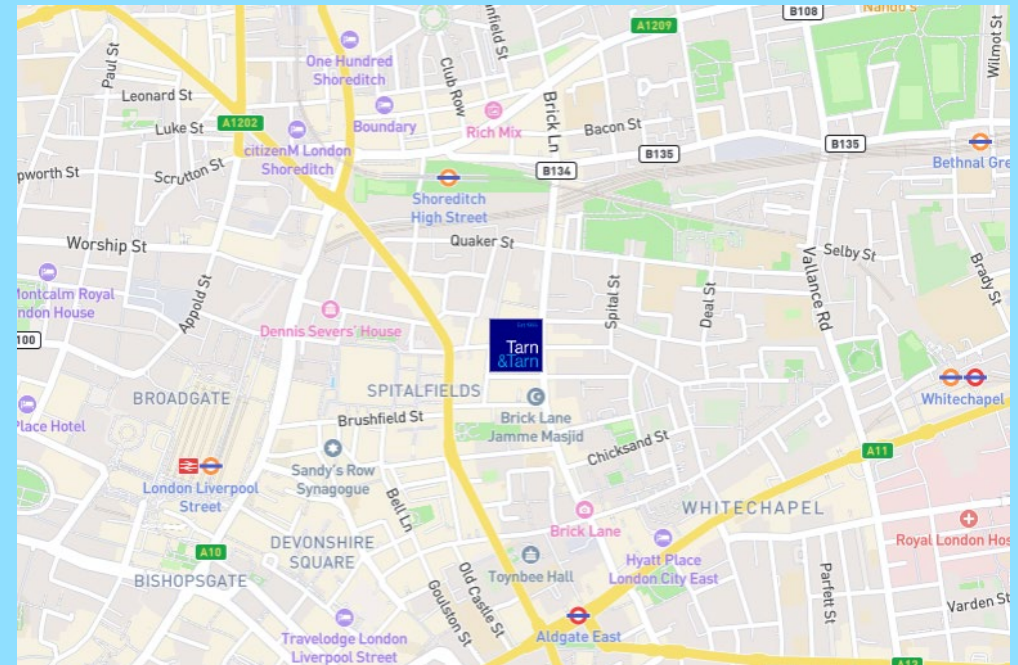 Nando's
B108
A1209
nfield St
Wilmot St
Paul St
One Hundred
Shoreditch
Club Row
Leonard St
Brick Ln
Rich Mix
Boundary
Bacon St
Luke St
A1202
citizenM London
Shoreditch
B135
B135
Bethnal Gre
pworth St
Scrutton St
B134
Shoreditch
High Street
Worship St
Quaker St
Selby St
Vallance Rd
Brady St
Montcalm Royal
ndon House
Appold St
Spital St
Deal St
Dennis Severs' House
100
Tarn
&Tarn
SPITALFIELDS
BROADGATE
Whitechapel
Place Hotel
Brushfield St
Brick Lane
Jamme Masjid
Chicksand St
A11
Sandy's Row
Synagogue
London Liverpool
Street
Bell Ln
WHITECHAPEL
Brick Lane
Royal London Hos
A10
DEVONSHIRE
SQUARE
Hyatt Place
London City East
BISHOPSGATE
Toynbee Hall
Old Castle St
Goulston St
Parfett St
Varden St
Travelodge London
Liverpool Street
Aldgate East
A13